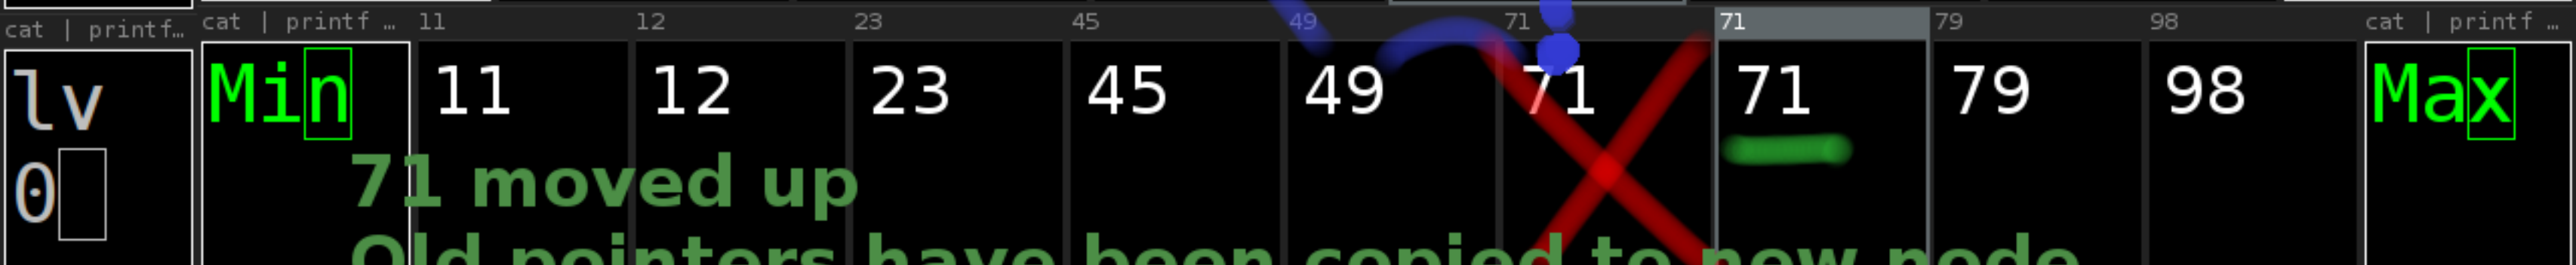 cat | printf… cat | printf … 11 12 23 45 49 71 71 79 98 cat | printf …
lv Min 11 12 23 45 49 71 71 79 98 Max
0 71 moved up
Old pointers have been copied to new node